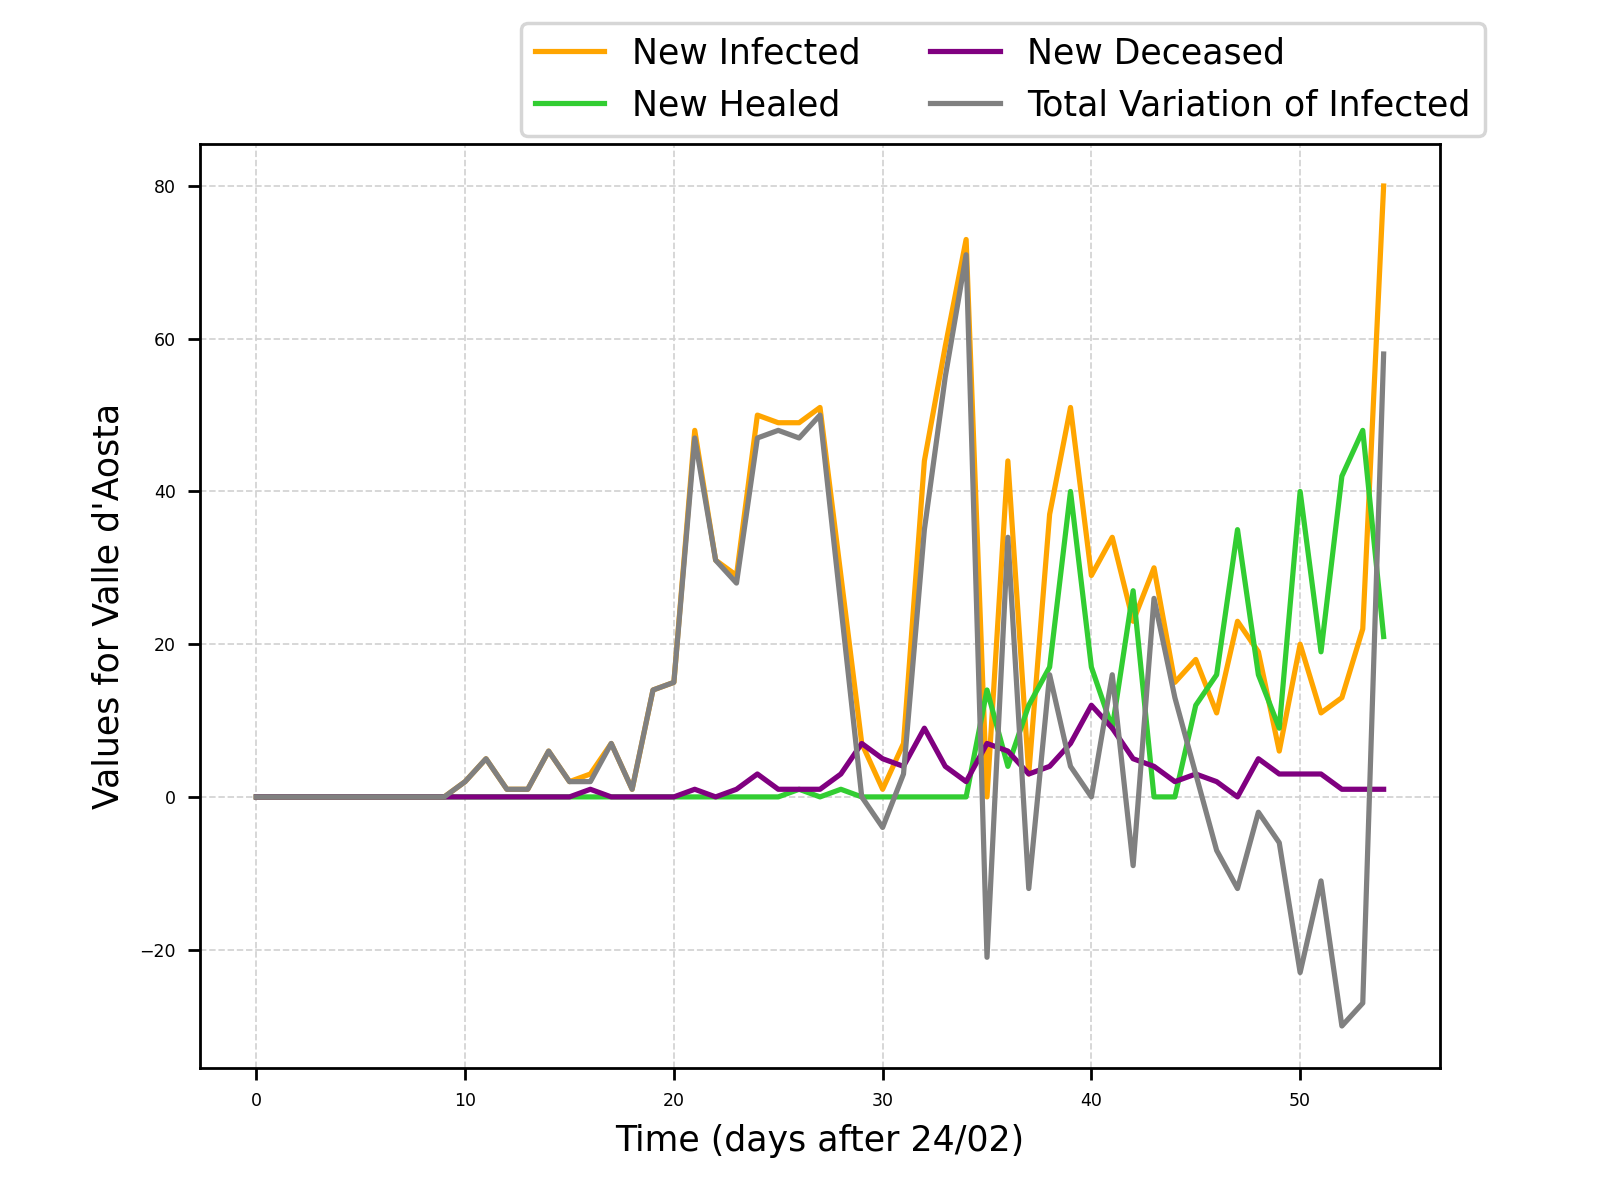 New Infected
New Healed
New Deceased
Total Variation of Infected
80
60
40
20
0
−20
Values for Valle d'Aosta
0 10 20 30 40 50
Time (days after 24/02)